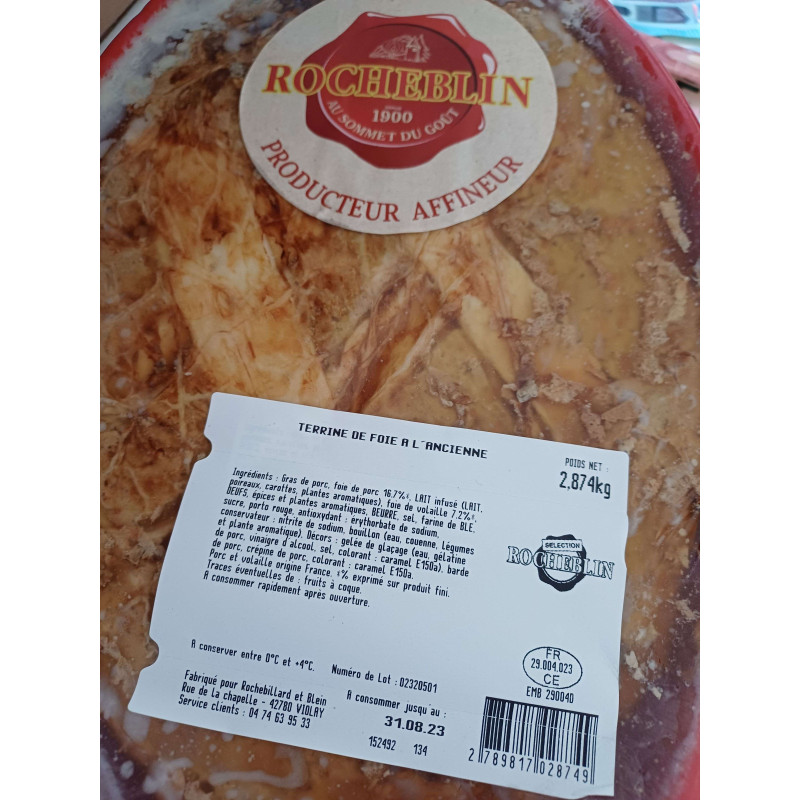 ROCHEBLIN
DEPUIS
1900
AU SOMMET DU GOÛT
PRODUCTEUR AFFINEUR
TERRINE DE FOIE A L'ANCIENNE
POIDS NET :
2,874kg
Ingrédients : Gras de porc, foie de porc 16,7%*, LAIT infusé (LAIT,
poireaux, carottes, plantes aromatiques), foie de volaille 7,2%*,
OEUFS, épices et plantes aromatiques, BEURRE, sel, farine de BLE,
sucre, porto rouge, antioxydant : erythorbate de sodium,
conservateur : nitrite de sodium, bouillon (eau, couenne, légumes
et plante aromatique). Décors : gelée de glaçage (eau, gélatine
de porc, vinaigre d'alcool, sel, colorant : caramel E150a), barde
de porc, crépine de porc, colorant : caramel E150a.
Porc et volaille origine France. *% exprimé sur produit fini.
Traces éventuelles de : fruits à coque.
A consommer rapidement après ouverture.
SELECTION
ROCHEBLIN
A conserver entre 0°C et +4°C.
Numéro de Lot : 02320501
Fabriqué pour Rochebillard et Blein
Rue de la chapelle - 42780 VIOLAY
Service clients : 04 74 63 95 33
A consommer jusqu'au :
31.08.23
152492 134
FR
29.004.023
CE
EMB 29004D
2 789817 028749